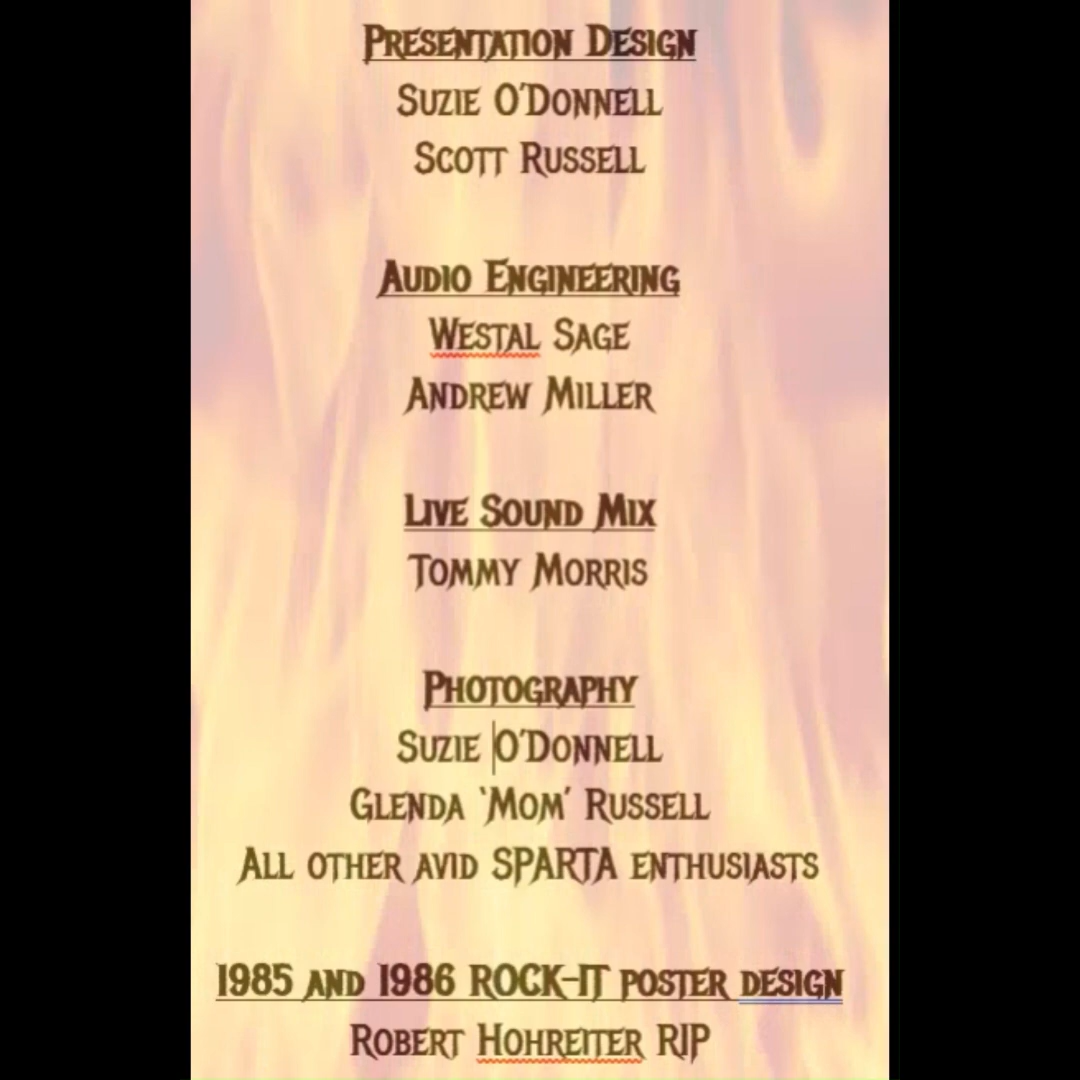 Presentation Design
Suzie O'Donnell
Scott Russell
Audio Engineering
Westal Sage
Andrew Miller
Live Sound Mix
Tommy Morris
Photography
Suzie O'Donnell
Glenda 'Mom' Russell
All other avid SPARTA enthusiasts
1985 and 1986 ROCK-IT poster design
Robert Hohreiter RIP